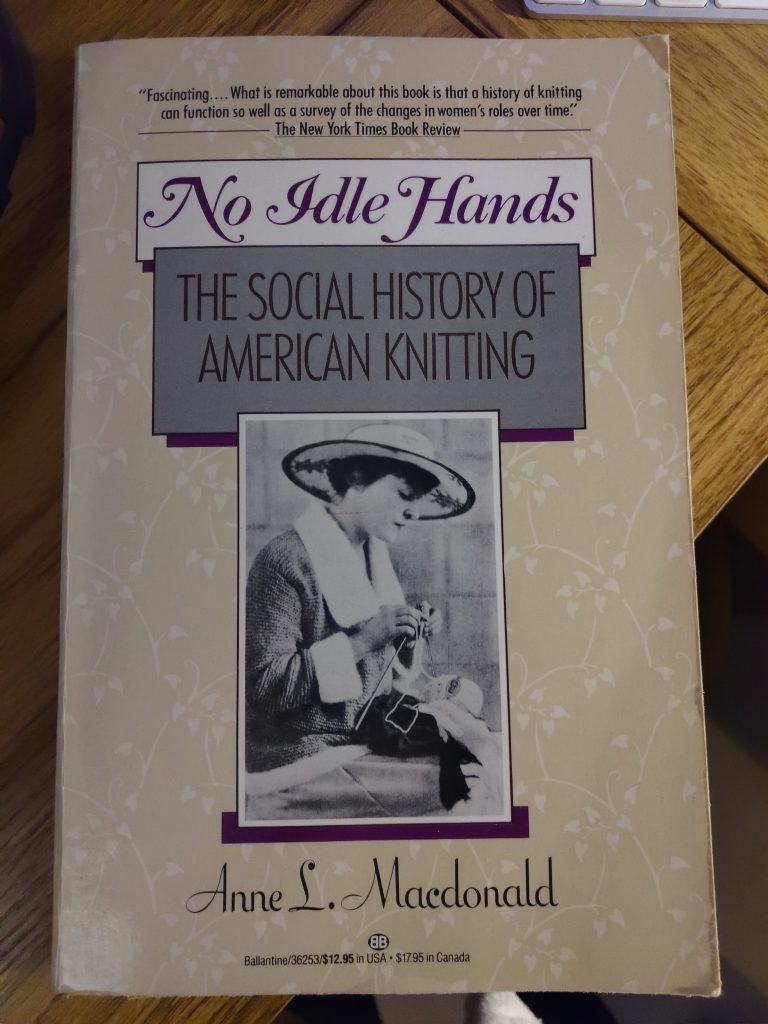 "Fascinating.... What is remarkable about this book is that a history of knitting
can function so well as a survey of the changes in women's roles over time."
The New York Times Book Review
No Idle Hands
THE SOCIAL HISTORY OF
AMERICAN KNITTING
Anne L. Macdonald
BB
Ballantine/36253/$12.95 in USA • $17.95 in Canada